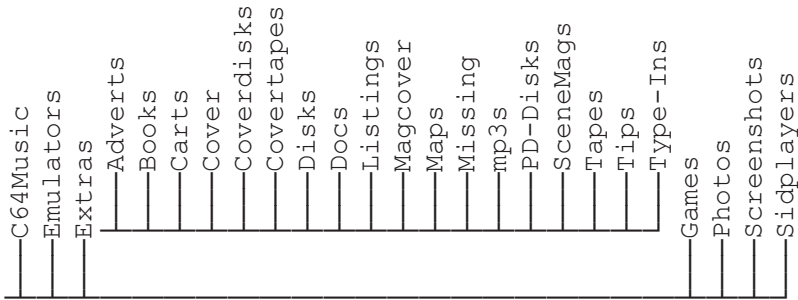 C64Music
Emulators
Extras
Adverts
Books
Carts
Cover
Coverdisks
Covertapes
Disks
Docs
Listings
Magcover
Maps
Missing
mp3s
PD-Disks
SceneMags
Tapes
Tips
Type-Ins
Games
Photos
Screenshots
Sidplayers